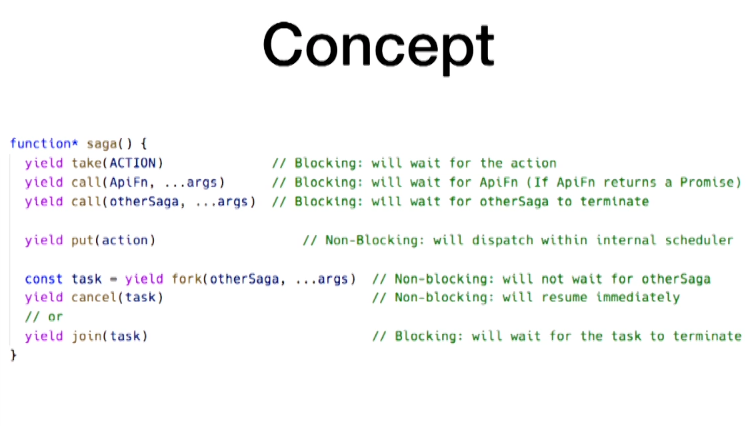 Concept
function* saga() {
  yield take(ACTION)              // Blocking: will wait for the action
  yield call(ApiFn, ...args)      // Blocking: will wait for ApiFn (If ApiFn returns a Promise)
  yield call(otherSaga, ...args)  // Blocking: will wait for otherSaga to terminate
  yield put(action)                   // Non-Blocking: will dispatch within internal scheduler
  const task = yield fork(otherSaga, ...args)  // Non-blocking: will not wait for otherSaga
  yield cancel(task)                           // Non-blocking: will resume immediately
  // or
  yield join(task)                             // Blocking: will wait for the task to terminate
}